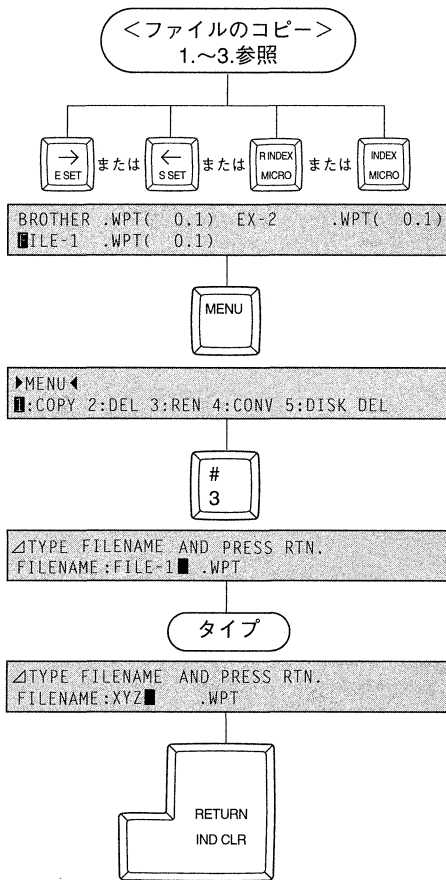 ＜ファイルのコピー＞
1.～3.参照
→ E SET または ← S SET または R INDEX MICRO または INDEX MICRO
BROTHER .WPT( 0.1) EX-2 .WPT( 0.1)
FILE-1 .WPT( 0.1)
MENU
▶MENU◀
1:COPY 2:DEL 3:REN 4:CONV 5:DISK DEL
#
3
⊿TYPE FILENAME AND PRESS RTN.
FILENAME:FILE-1█ .WPT
タイプ
⊿TYPE FILENAME AND PRESS RTN.
FILENAME:XYZ█ .WPT
RETURN
IND CLR